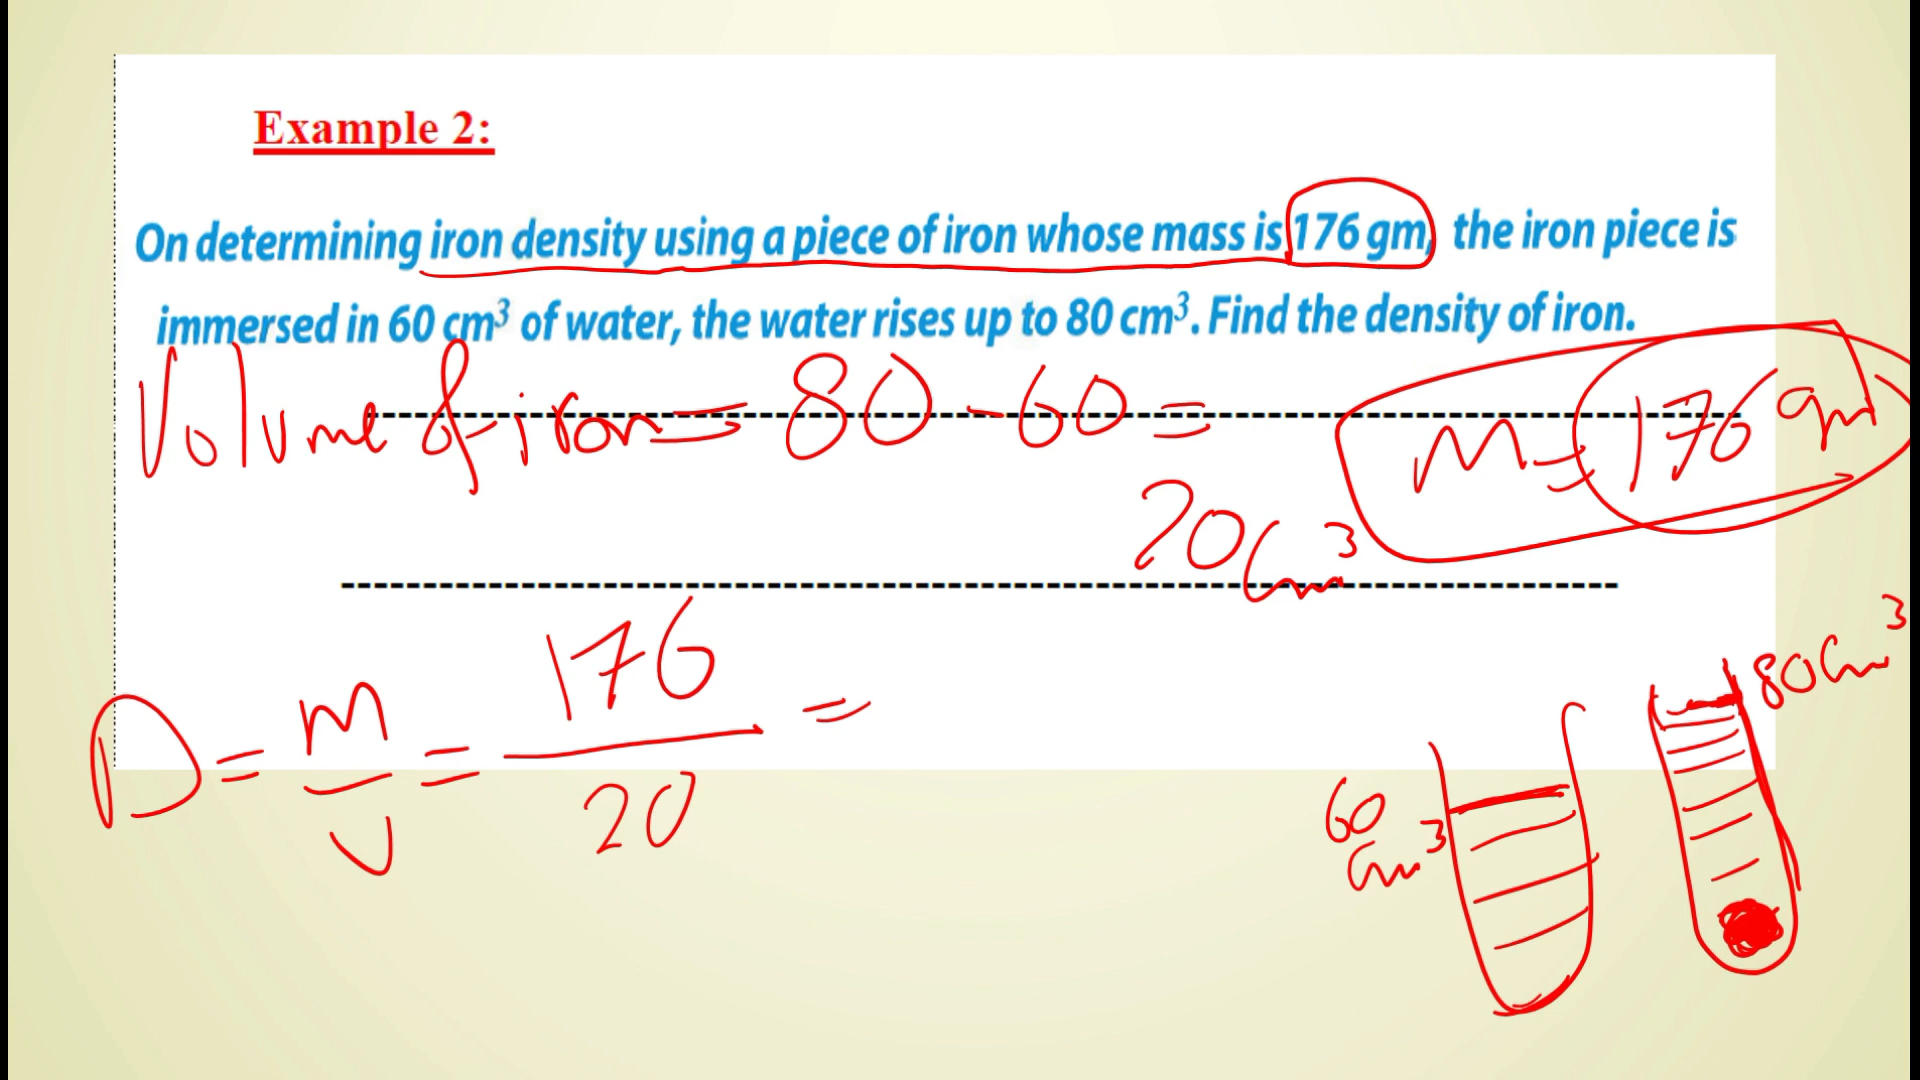 Example 2:
On determining iron density using a piece of iron whose mass is 176 gm, the iron piece is
immersed in 60 cm³ of water, the water rises up to 80 cm³. Find the density of iron.
Volume of iron = 80 - 60 =
20 cm³
M = 176 gm
D = m/v = 176/20 =
60 cm³
80 cm³